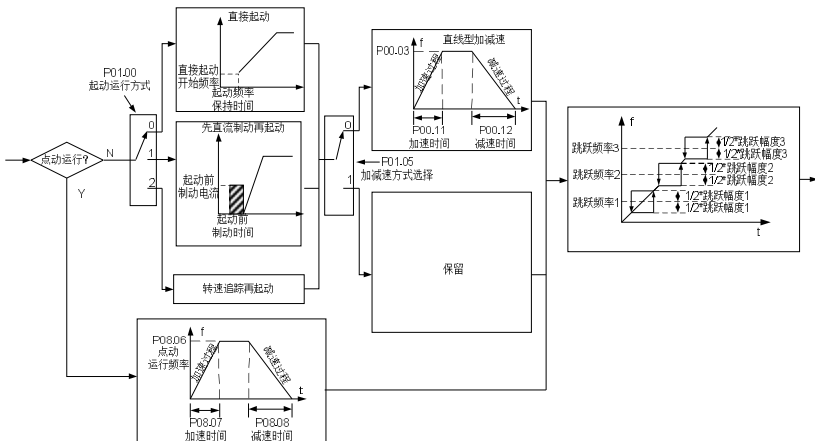 点动运行?
N
Y
P01.00
起动运行方式
0
1
2
直接起动
直接起动
开始频率
起动频率
保持时间
先直流制动再起动
起动前
制动电流
起动前
制动时间
转速追踪再起动
0
1
P01.05
加减速方式选择
直线型加减速
f
P00.03
加速过程
减速过程
t
P00.11
加速时间
P00.12
减速时间
保留
P08.06
点动
运行频率
f
加速过程
减速过程
t
P08.07
加速时间
P08.08
减速时间
f
跳跃频率3
1/2*跳跃幅度3
1/2*跳跃幅度3
跳跃频率2
1/2*跳跃幅度2
1/2*跳跃幅度2
跳跃频率1
1/2*跳跃幅度1
1/2*跳跃幅度1
t